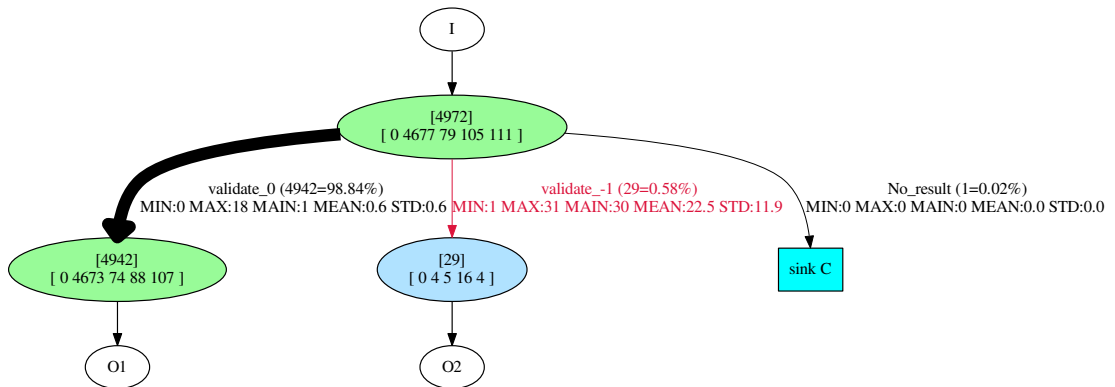 I
[4972]
[ 0 4677 79 105 111 ]
validate_0 (4942=98.84%)
MIN:0 MAX:18 MAIN:1 MEAN:0.6 STD:0.6
validate_-1 (29=0.58%)
MIN:1 MAX:31 MAIN:30 MEAN:22.5 STD:11.9
No_result (1=0.02%)
MIN:0 MAX:0 MAIN:0 MEAN:0.0 STD:0.0
[4942]
[ 0 4673 74 88 107 ]
[29]
[ 0 4 5 16 4 ]
sink C
O1
O2